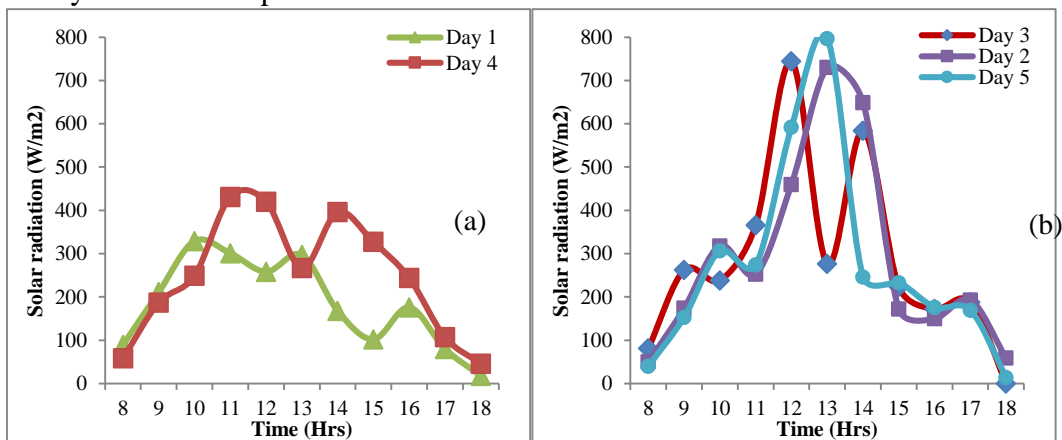 800
700
600
500
400
300
200
100
0
Solar radiation (W/m2)
Day 1
Day 4
(a)
8 9 10 11 12 13 14 15 16 17 18
Time (Hrs)
800
700
600
500
400
300
200
100
0
Solar radiation (W/m2)
Day 3
Day 2
Day 5
(b)
8 9 10 11 12 13 14 15 16 17 18
Time (Hrs)